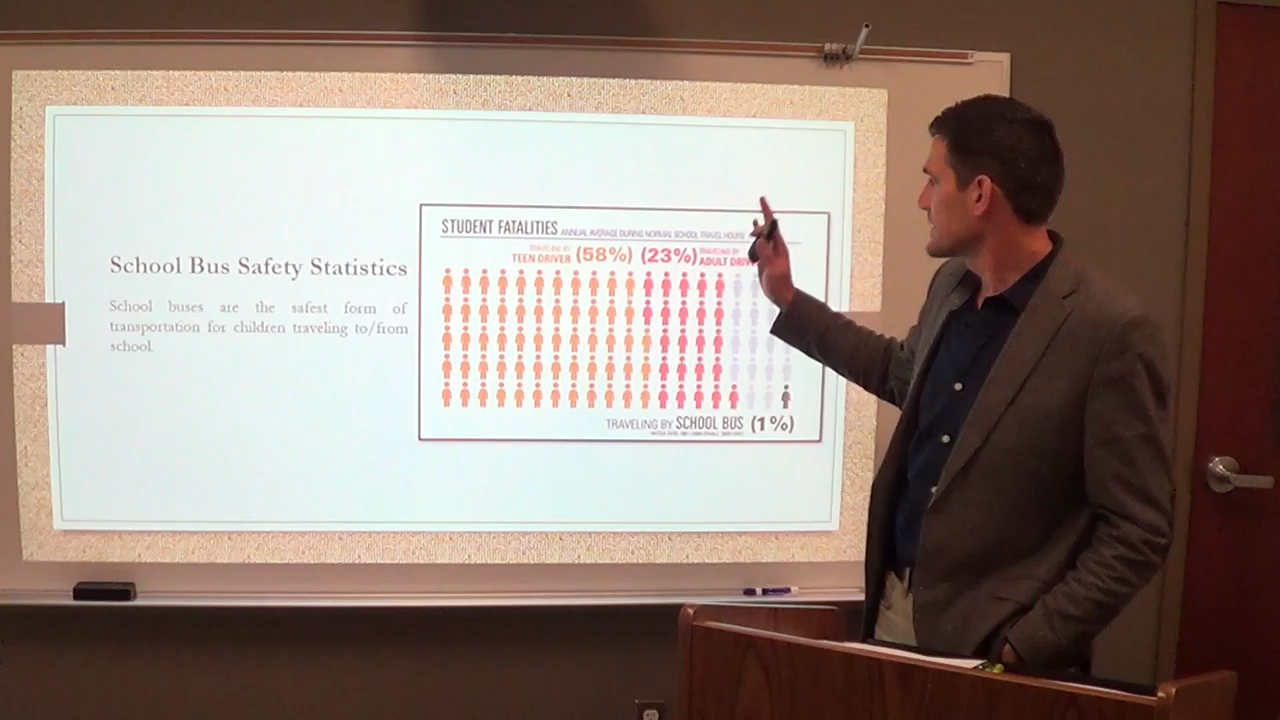 School Bus Safety Statistics
School buses are the safest form of
transportation for children traveling to/from
school.
STUDENT FATALITIES ANNUAL AVERAGE DURING NORMAL SCHOOL TRAVEL HOURS
TRAVELING BY TRAVELING BY
TEEN DRIVER (58%) (23%) ADULT
TRAVELING BY SCHOOL BUS (1%)